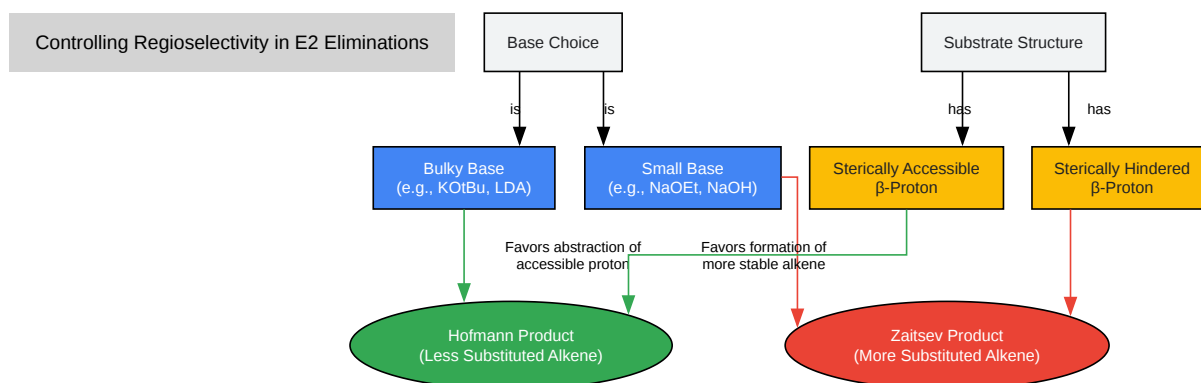 Controlling Regioselectivity in E2 Eliminations
Base Choice
Substrate Structure
is
is
has
has
Bulky Base
(e.g., KOtBu, LDA)
Small Base
(e.g., NaOEt, NaOH)
Sterically Accessible
β-Proton
Sterically Hindered
β-Proton
Favors abstraction of
accessible proton
Favors formation of
more stable alkene
Hofmann Product
(Less Substituted Alkene)
Zaitsev Product
(More Substituted Alkene)